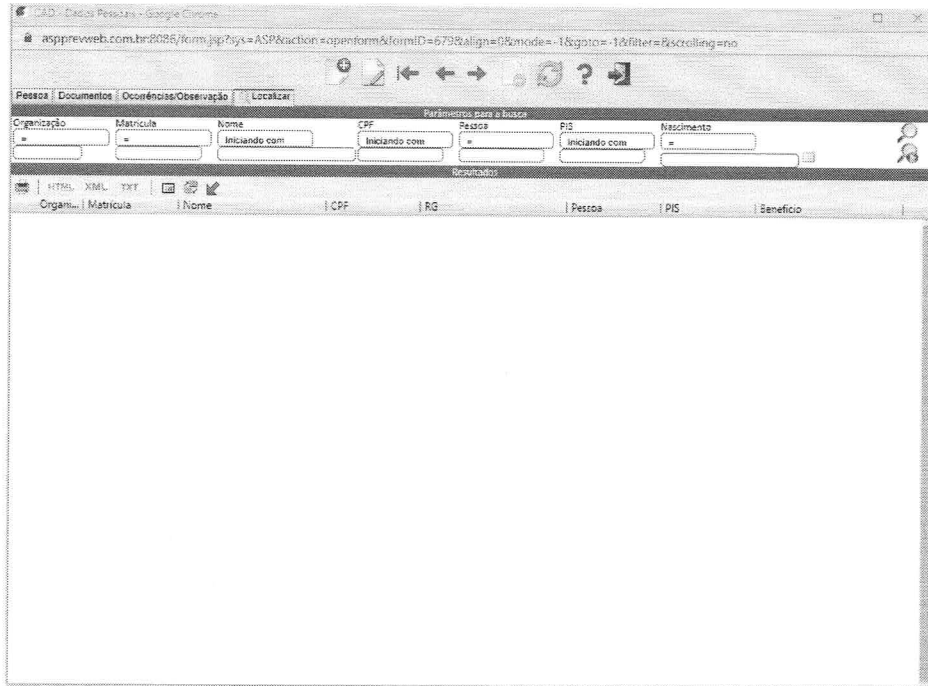 CAD - Dados Pessoais - Google Chrome
aspprevweb.com.br:8086/form.jsp?sys=ASP&action=openform&formID=679&align=0&mode=-1&goto=-1&filter=&scrolling=no
Pessoa Documentos Ocorrências/Observação Localizar
Parâmetros para a busca
Organização Matrícula Nome CPF Pessoa PIS Nascimento
= = Iniciando com Iniciando com = Iniciando com =
Resultados
HTML XML TXT
Organi... Matrícula Nome CPF RG Pessoa PIS Benefício